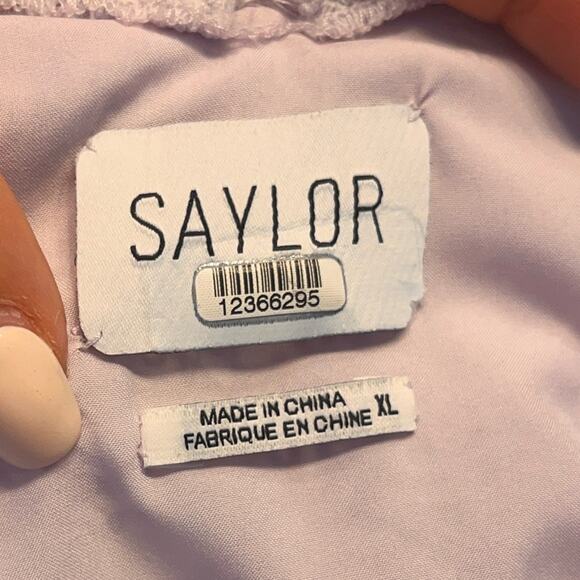 SAYLOR
12366295
MADE IN CHINA XL
FABRIQUE EN CHINE